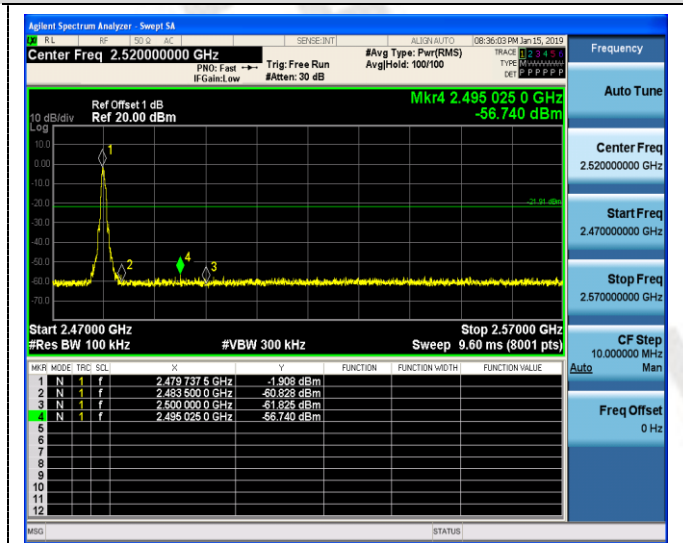 Agilent Spectrum Analyzer - Swept SA
RL RF 50 Ω AC SENSE:INT ALIGN AUTO 08:36:03 PM Jan 15, 2019
Center Freq 2.520000000 GHz
PNO: Fast
IFGain:Low
Trig: Free Run
#Atten: 30 dB
#Avg Type: Pwr(RMS)
Avg|Hold: 100/100
TRACE 1 2 3 4 5 6
TYPE M
DET P P P P P P
Frequency
Auto Tune
Center Freq
2.520000000 GHz
Start Freq
2.470000000 GHz
Stop Freq
2.570000000 GHz
CF Step
10.000000 MHz
Auto Man
Freq Offset
0 Hz
Mkr4 2.495 025 0 GHz
-56.740 dBm
Ref Offset 1 dB
10 dB/div Ref 20.00 dBm
Log
10.0
0.00
-10.0
-20.0
-30.0
-40.0
-50.0
-60.0
-70.0
1
2
4
3
-21.91 dBm
Start 2.47000 GHz Stop 2.57000 GHz
#Res BW 100 kHz #VBW 300 kHz Sweep 9.60 ms (8001 pts)
MKR MODE TRC SCL X Y FUNCTION FUNCTION WIDTH FUNCTION VALUE
1 N 1 f 2.479 737 5 GHz -1.908 dBm
2 N 1 f 2.483 500 0 GHz -60.828 dBm
3 N 1 f 2.500 000 0 GHz -61.825 dBm
4 N 1 f 2.495 025 0 GHz -56.740 dBm
5
6
7
8
9
10
11
12
MSG STATUS